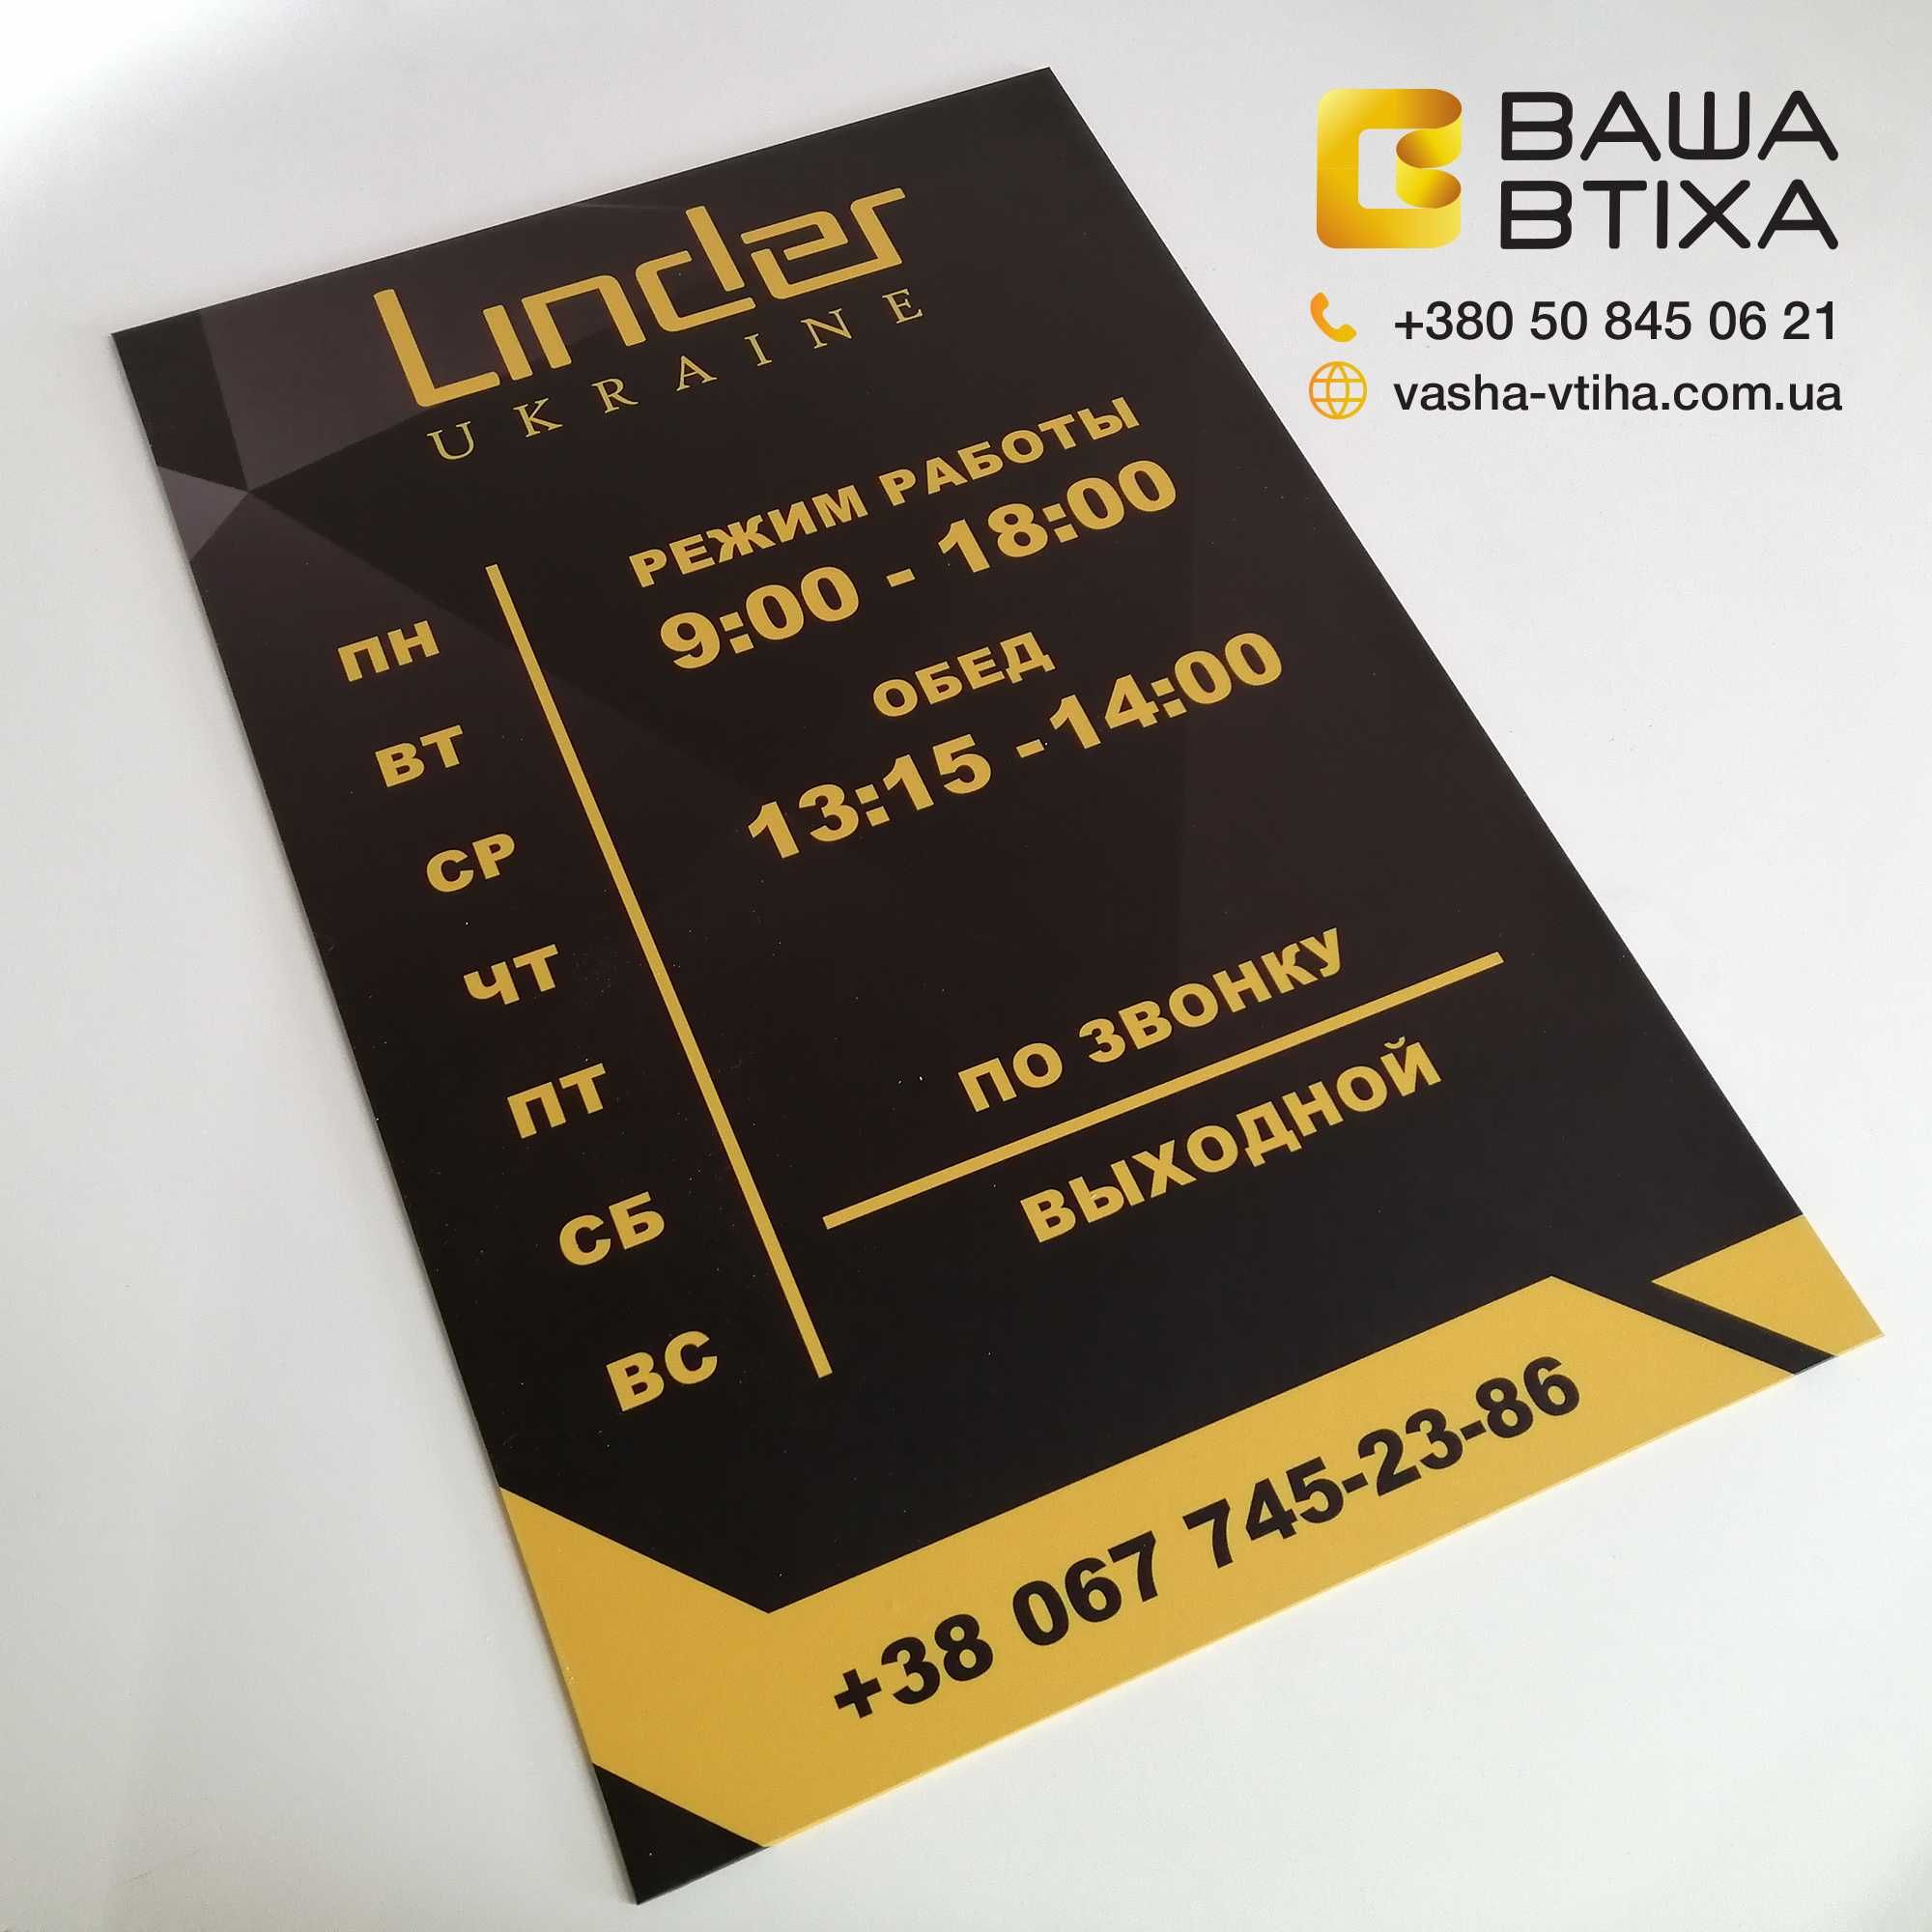 ВАША
ВТІХА
+380 50 845 06 21
vasha-vtiha.com.ua
Linder
UKRAINE
РЕЖИМ РАБОТЫ
9:00 - 18:00
ОБЕД
13:15 -14:00
ПН
ВТ
СР
ЧТ
ПТ
СБ
ВС
ПО ЗВОНКУ
ВЫХОДНОЙ
+38 067 745-23-86